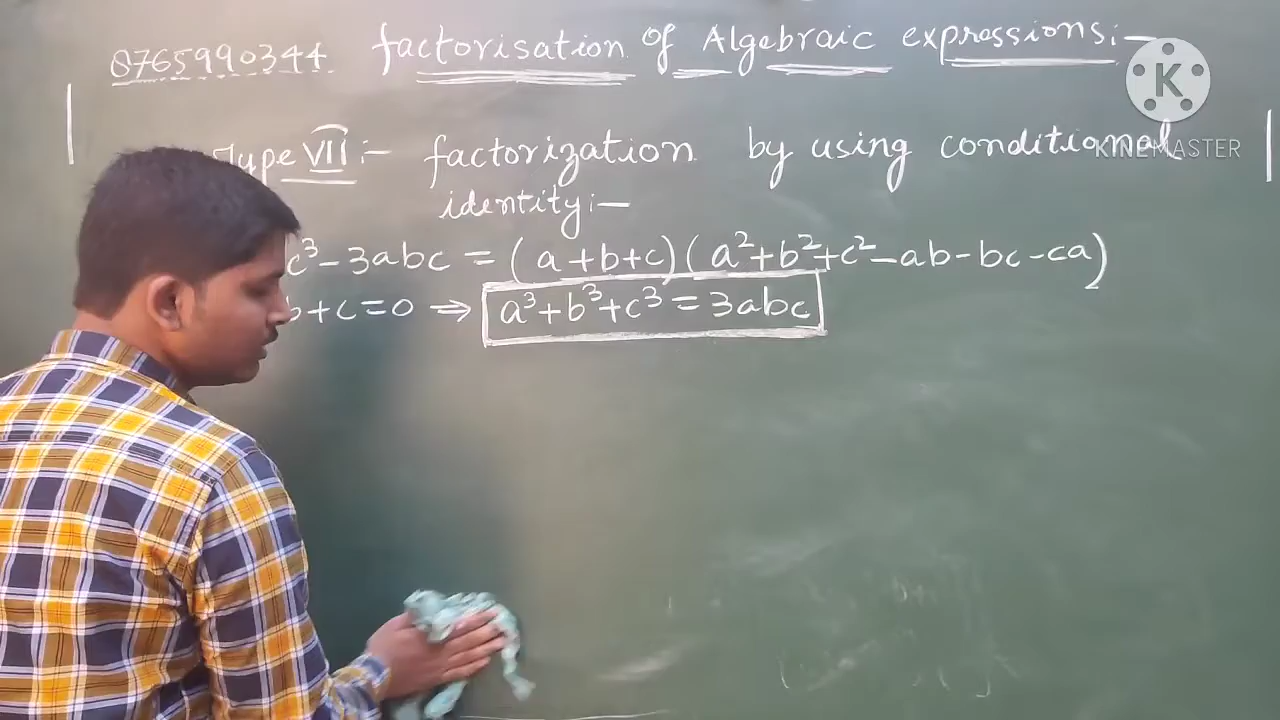 8765990344 factorisation of Algebraic expressions:-
Type VII:- factorization by using conditional
identity:-
c³-3abc = (a+b+c)(a²+b²+c²-ab-bc-ca)
b+c=0 ⇒ a³+b³+c³=3abc
K
KINEMASTER